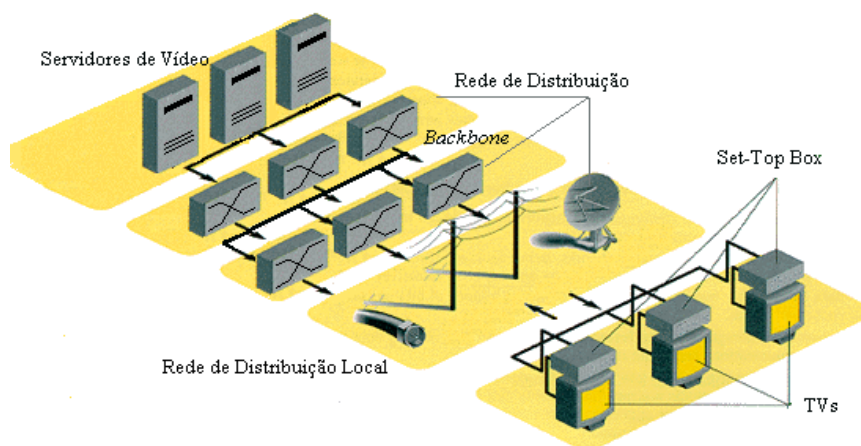 Servidores de Vídeo
Rede de Distribuição
Backbone
Set-Top Box
Rede de Distribuição Local
TVs